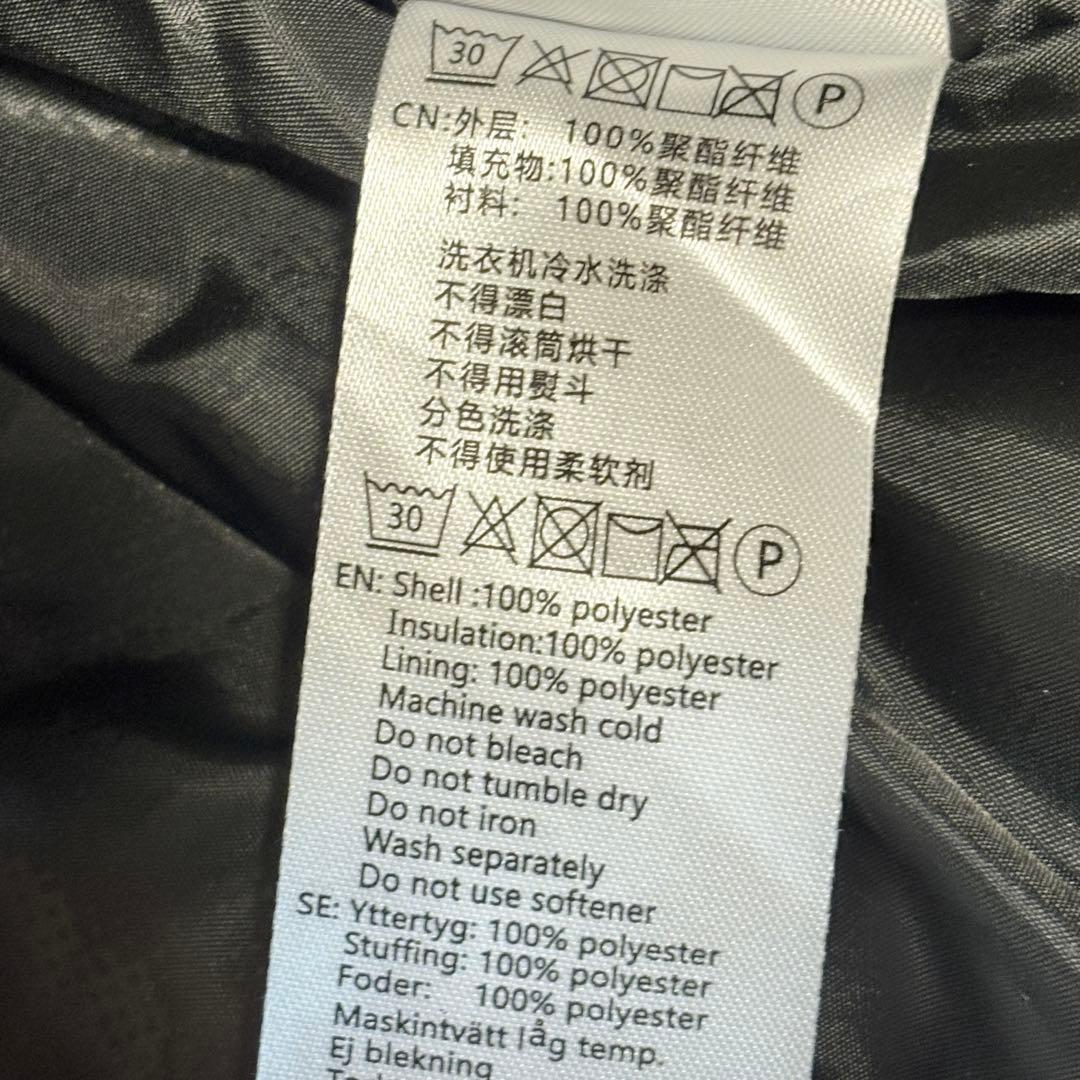 30 P
CN:外层: 100%聚酯纤维
填充物:100%聚酯纤维
衬料: 100%聚酯纤维
洗衣机冷水洗涤
不得漂白
不得滚筒烘干
不得用熨斗
分色洗涤
不得使用柔软剂
30 P
EN: Shell :100% polyester
Insulation:100% polyester
Lining: 100% polyester
Machine wash cold
Do not bleach
Do not tumble dry
Do not iron
Wash separately
Do not use softener
SE: Yttertyg: 100% polyester
Stuffing: 100% polyester
Foder: 100% polyester
Maskintvätt låg temp.
Ej blekning